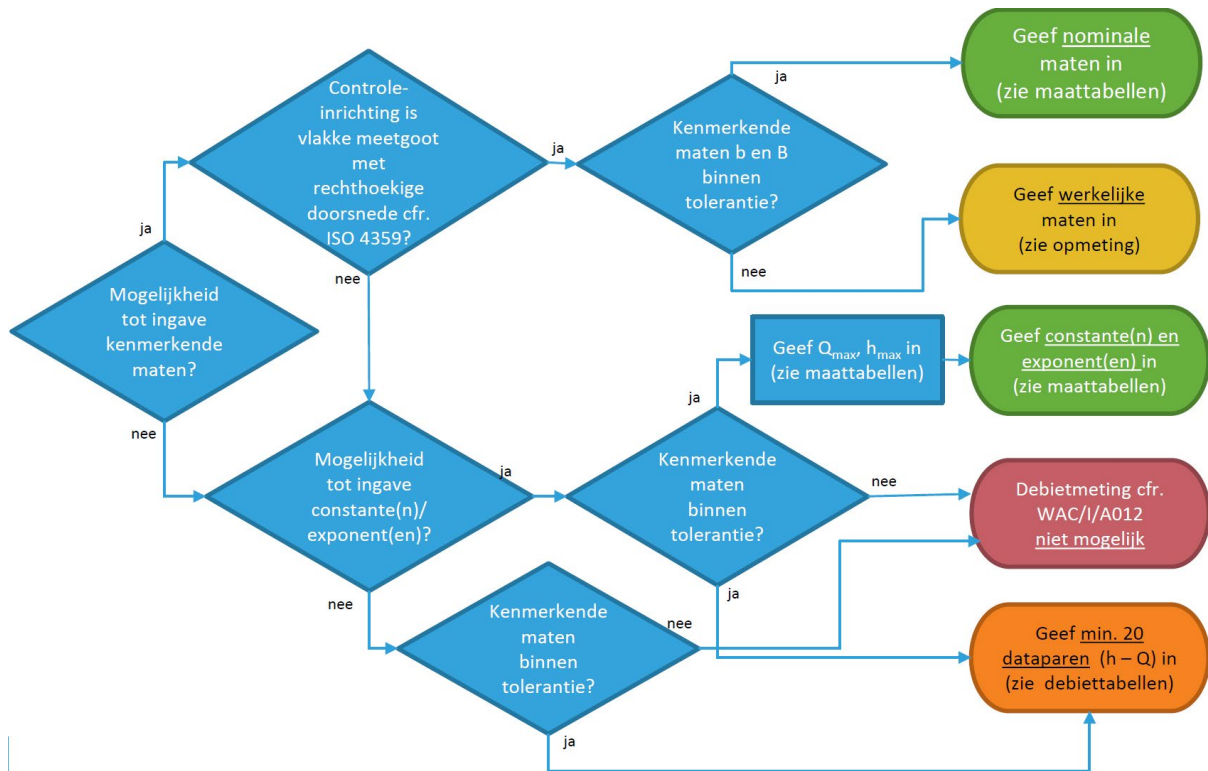 Controle-
inrichting is
vlakke meetgoot
met
rechthoekige
doorsnede cfr.
ISO 4359?
ja
Kenmerkende
maten b en B
binnen
tolerantie?
ja
Geef nominale
maten in
(zie maattabellen)
nee
Geef werkelijke
maten in
(zie opmeting)
ja
nee
Mogelijkheid
tot ingave
kenmerkende
maten?
nee
Geef Qmax, hmax in
(zie maattabellen)
Geef constante(n) en
exponent(en) in
(zie maattabellen)
ja
Mogelijkheid
tot ingave
constante(n)/
exponent(en)?
ja
Kenmerkende
maten
binnen
tolerantie?
nee
Debietmeting cfr.
WAC/I/A012
niet mogelijk
ja
nee
Kenmerkende
maten
binnen
tolerantie?
nee
Geef min. 20
dataparen (h – Q) in
(zie debiettabellen)
ja